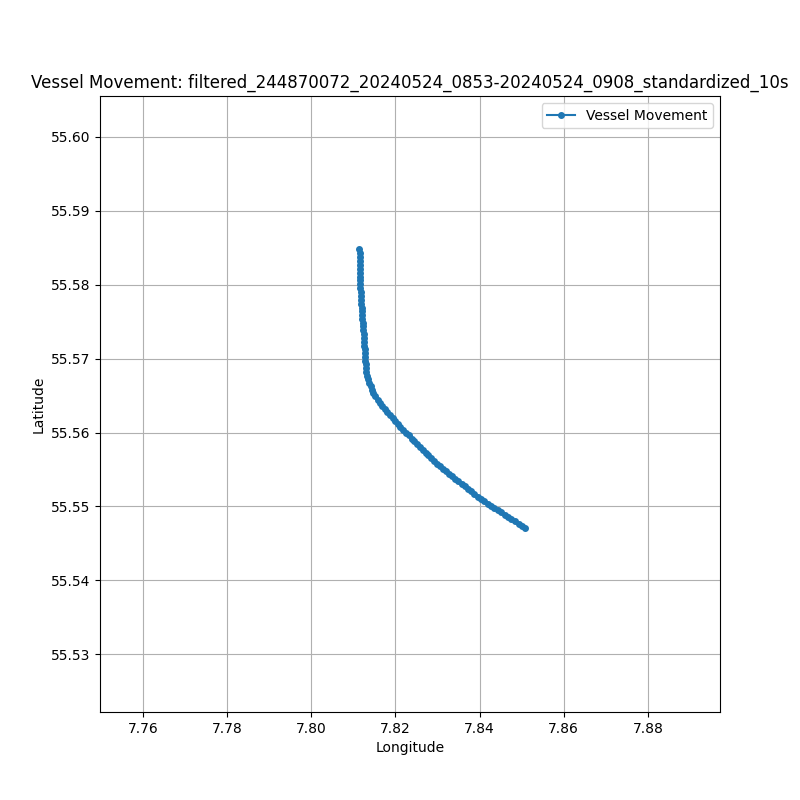 Vessel Movement: filtered_244870072_20240524_0853-20240524_0908_standardized_10s
Vessel Movement
55.60
55.59
55.58
55.57
55.56
55.55
55.54
55.53
Latitude
7.76 7.78 7.80 7.82 7.84 7.86 7.88
Longitude